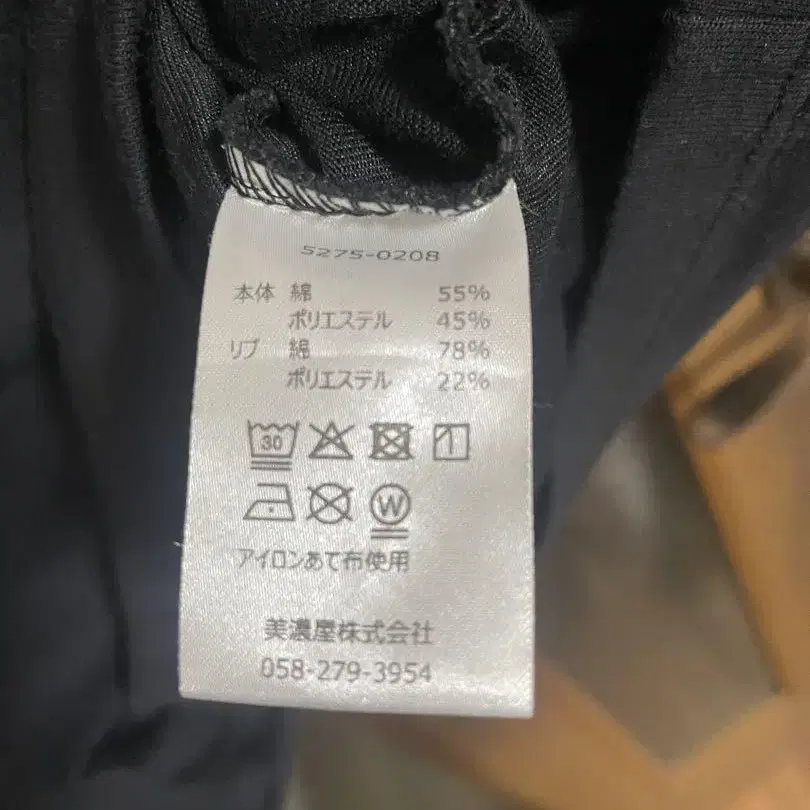 5275-0208
本体 綿 55%
ポリエステル 45%
リブ 綿 78%
ポリエステル 22%
30
W
アイロンあて布使用
美濃屋株式会社
058-279-3954